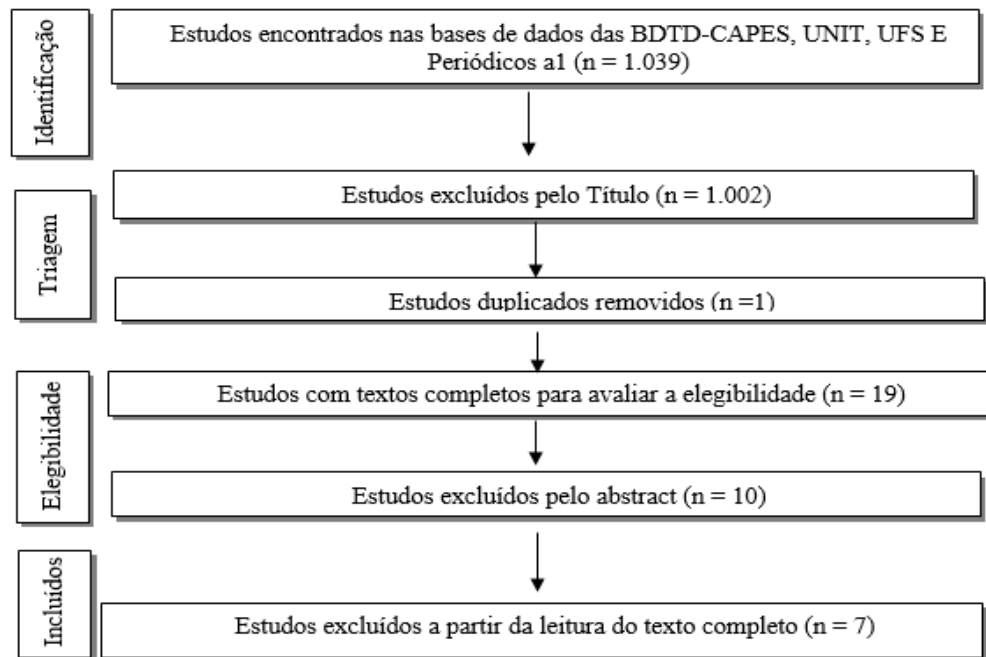 Identificação
Estudos encontrados nas bases de dados das BDTD-CAPES, UNIT, UFS E
Periódicos a1 (n = 1.039)
Triagem
Estudos excluídos pelo Título (n = 1.002)
Estudos duplicados removidos (n =1)
Elegibilidade
Estudos com textos completos para avaliar a elegibilidade (n = 19)
Estudos excluídos pelo abstract (n = 10)
Incluídos
Estudos excluídos a partir da leitura do texto completo (n = 7)